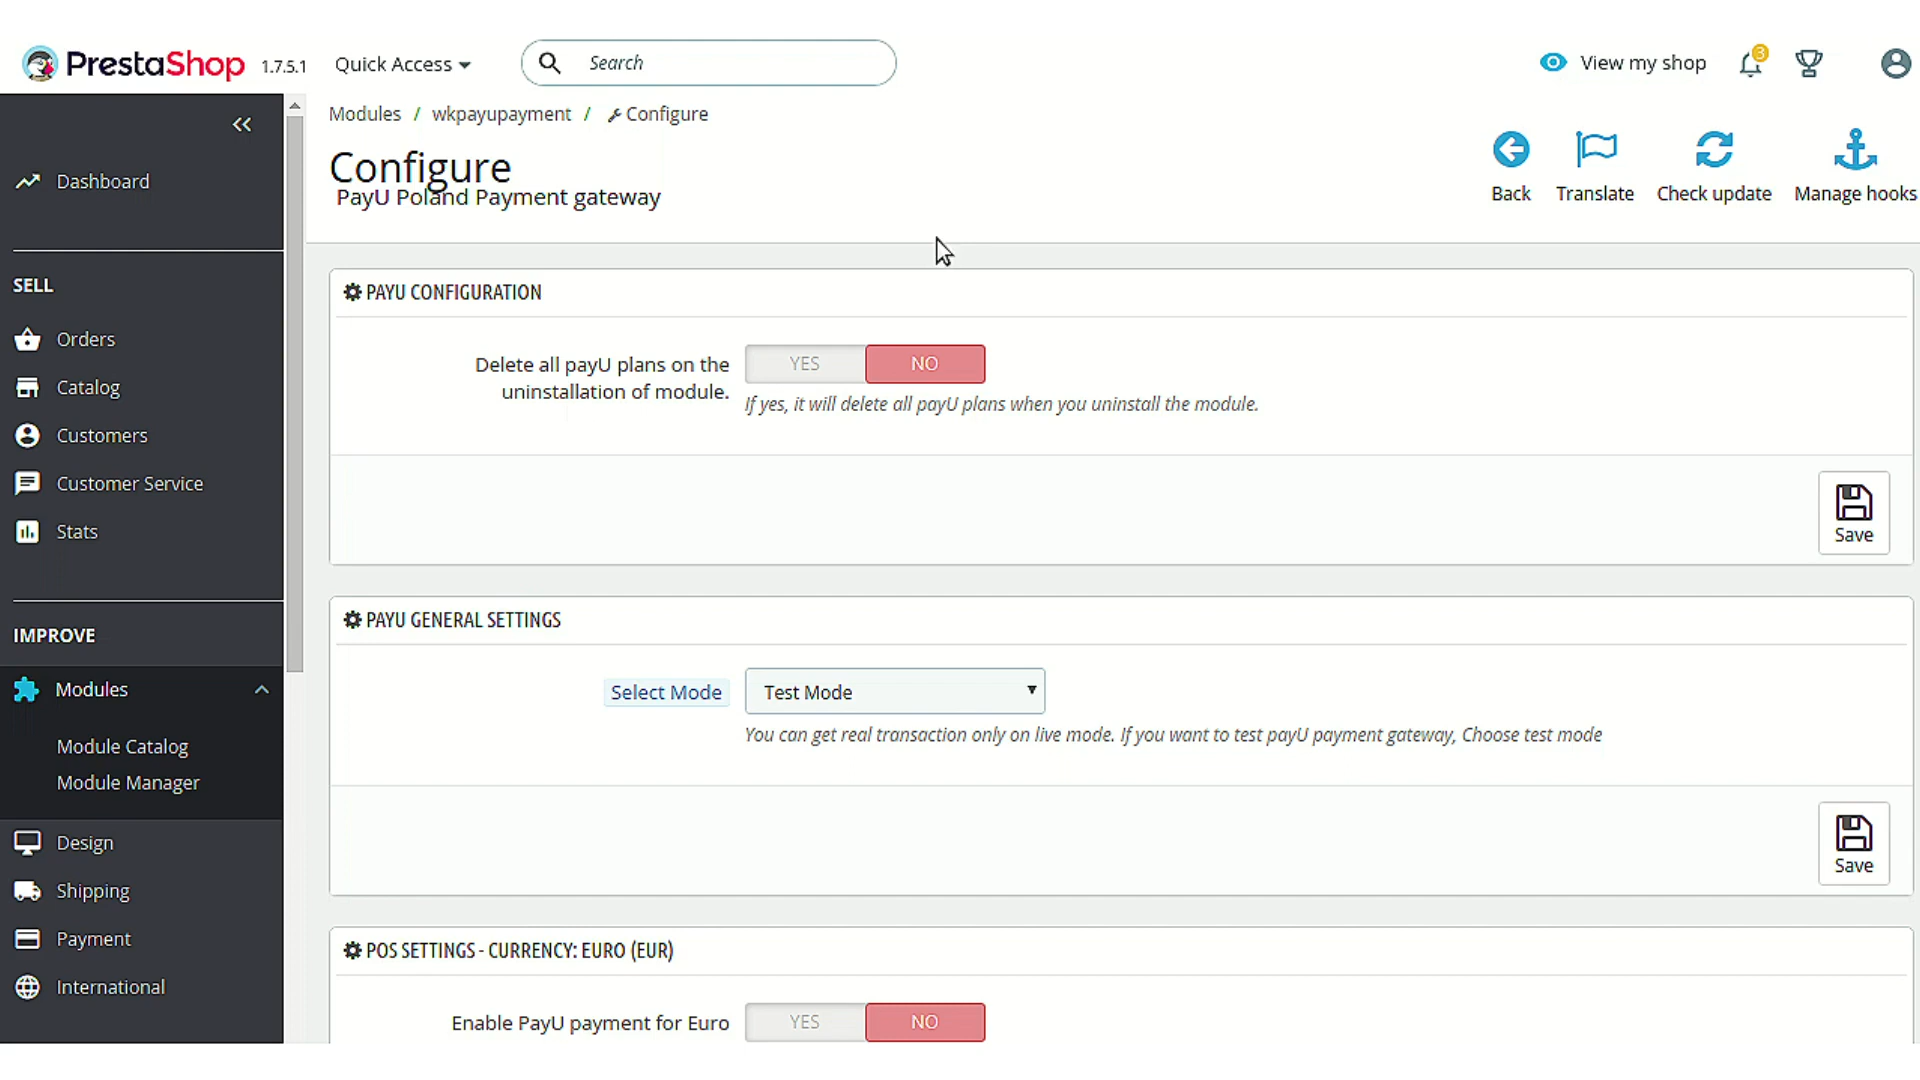 PrestaShop 1.7.5.1 Quick Access Search View my shop 3
Modules / wkpayupayment / Configure
Configure
PayU Poland Payment gateway
Back Translate Check update Manage hooks
Dashboard
SELL
Orders
Catalog
Customers
Customer Service
Stats
IMPROVE
Modules
Module Catalog
Module Manager
Design
Shipping
Payment
International
PAYU CONFIGURATION
Delete all payU plans on the
uninstallation of module.
YES NO
If yes, it will delete all payU plans when you uninstall the module.
Save
PAYU GENERAL SETTINGS
Select Mode Test Mode
You can get real transaction only on live mode. If you want to test payU payment gateway, Choose test mode
Save
POS SETTINGS - CURRENCY: EURO (EUR)
Enable PayU payment for Euro YES NO